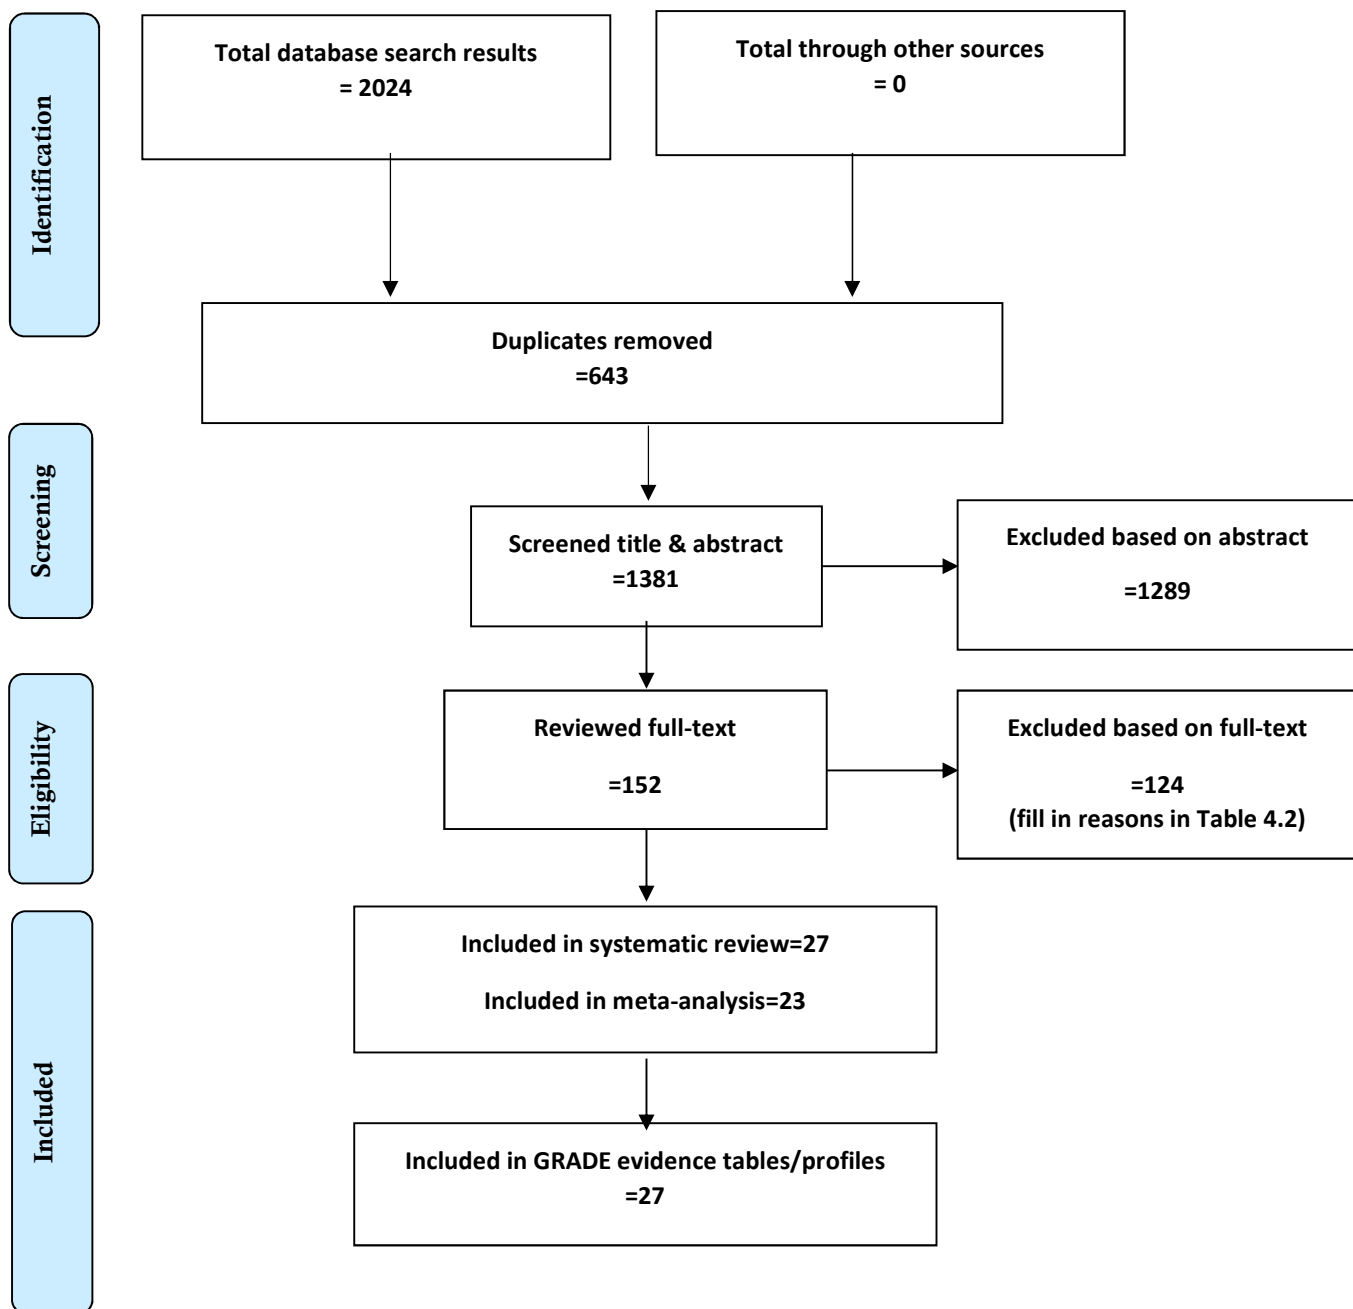 Identification
Total database search results
= 2024
Total through other sources
= 0
Duplicates removed
=643
Screening
Screened title & abstract
=1381
Excluded based on abstract
=1289
Eligibility
Reviewed full-text
=152
Excluded based on full-text
=124
(fill in reasons in Table 4.2)
Included
Included in systematic review=27
Included in meta-analysis=23
Included in GRADE evidence tables/profiles
=27